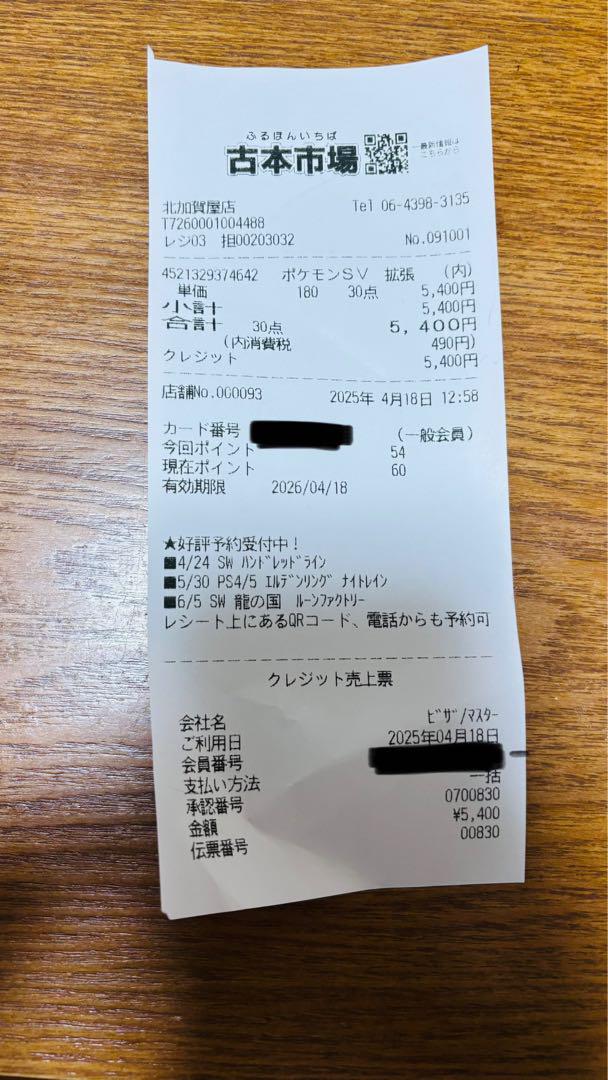 ふるほんいちば
古本市場
最新情報は
こちらから
北加賀屋店 Tel 06-4398-3135
T7260001004488
レジ03 担00203032 No.091001
4521329374642 ポケモンSV 拡張 (内)
単価 180 30点 5,400円
小計 5,400円
合計 30点 5,400円
(内消費税 490円)
クレジット 5,400円
店舗No.000093 2025年 4月18日 12:58
カード番号 (一般会員)
今回ポイント 54
現在ポイント 60
有効期限 2026/04/18
★好評予約受付中!
■4/24 SW ハンドレッドライン
■5/30 PS4/5 エルデンリング ナイトレイン
■6/5 SW 龍の国 ルーンファクトリー
レシート上にあるQRコード、電話からも予約可
クレジット売上票
会社名 ビザ/マスター
ご利用日 2025年04月18日
会員番号
支払い方法 一括
承認番号 0700830
金額 ¥5,400
伝票番号 00830